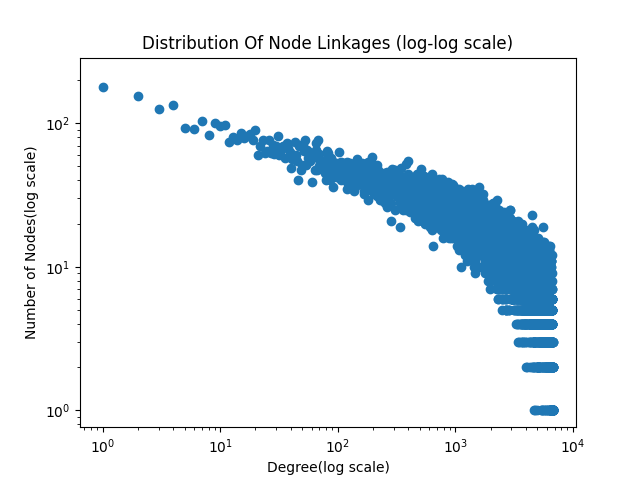 Distribution Of Node Linkages (log-log scale)
Number of Nodes(log scale)
10²
10¹
10⁰
10⁰ 10¹ 10² 10³ 10⁴
Degree(log scale)